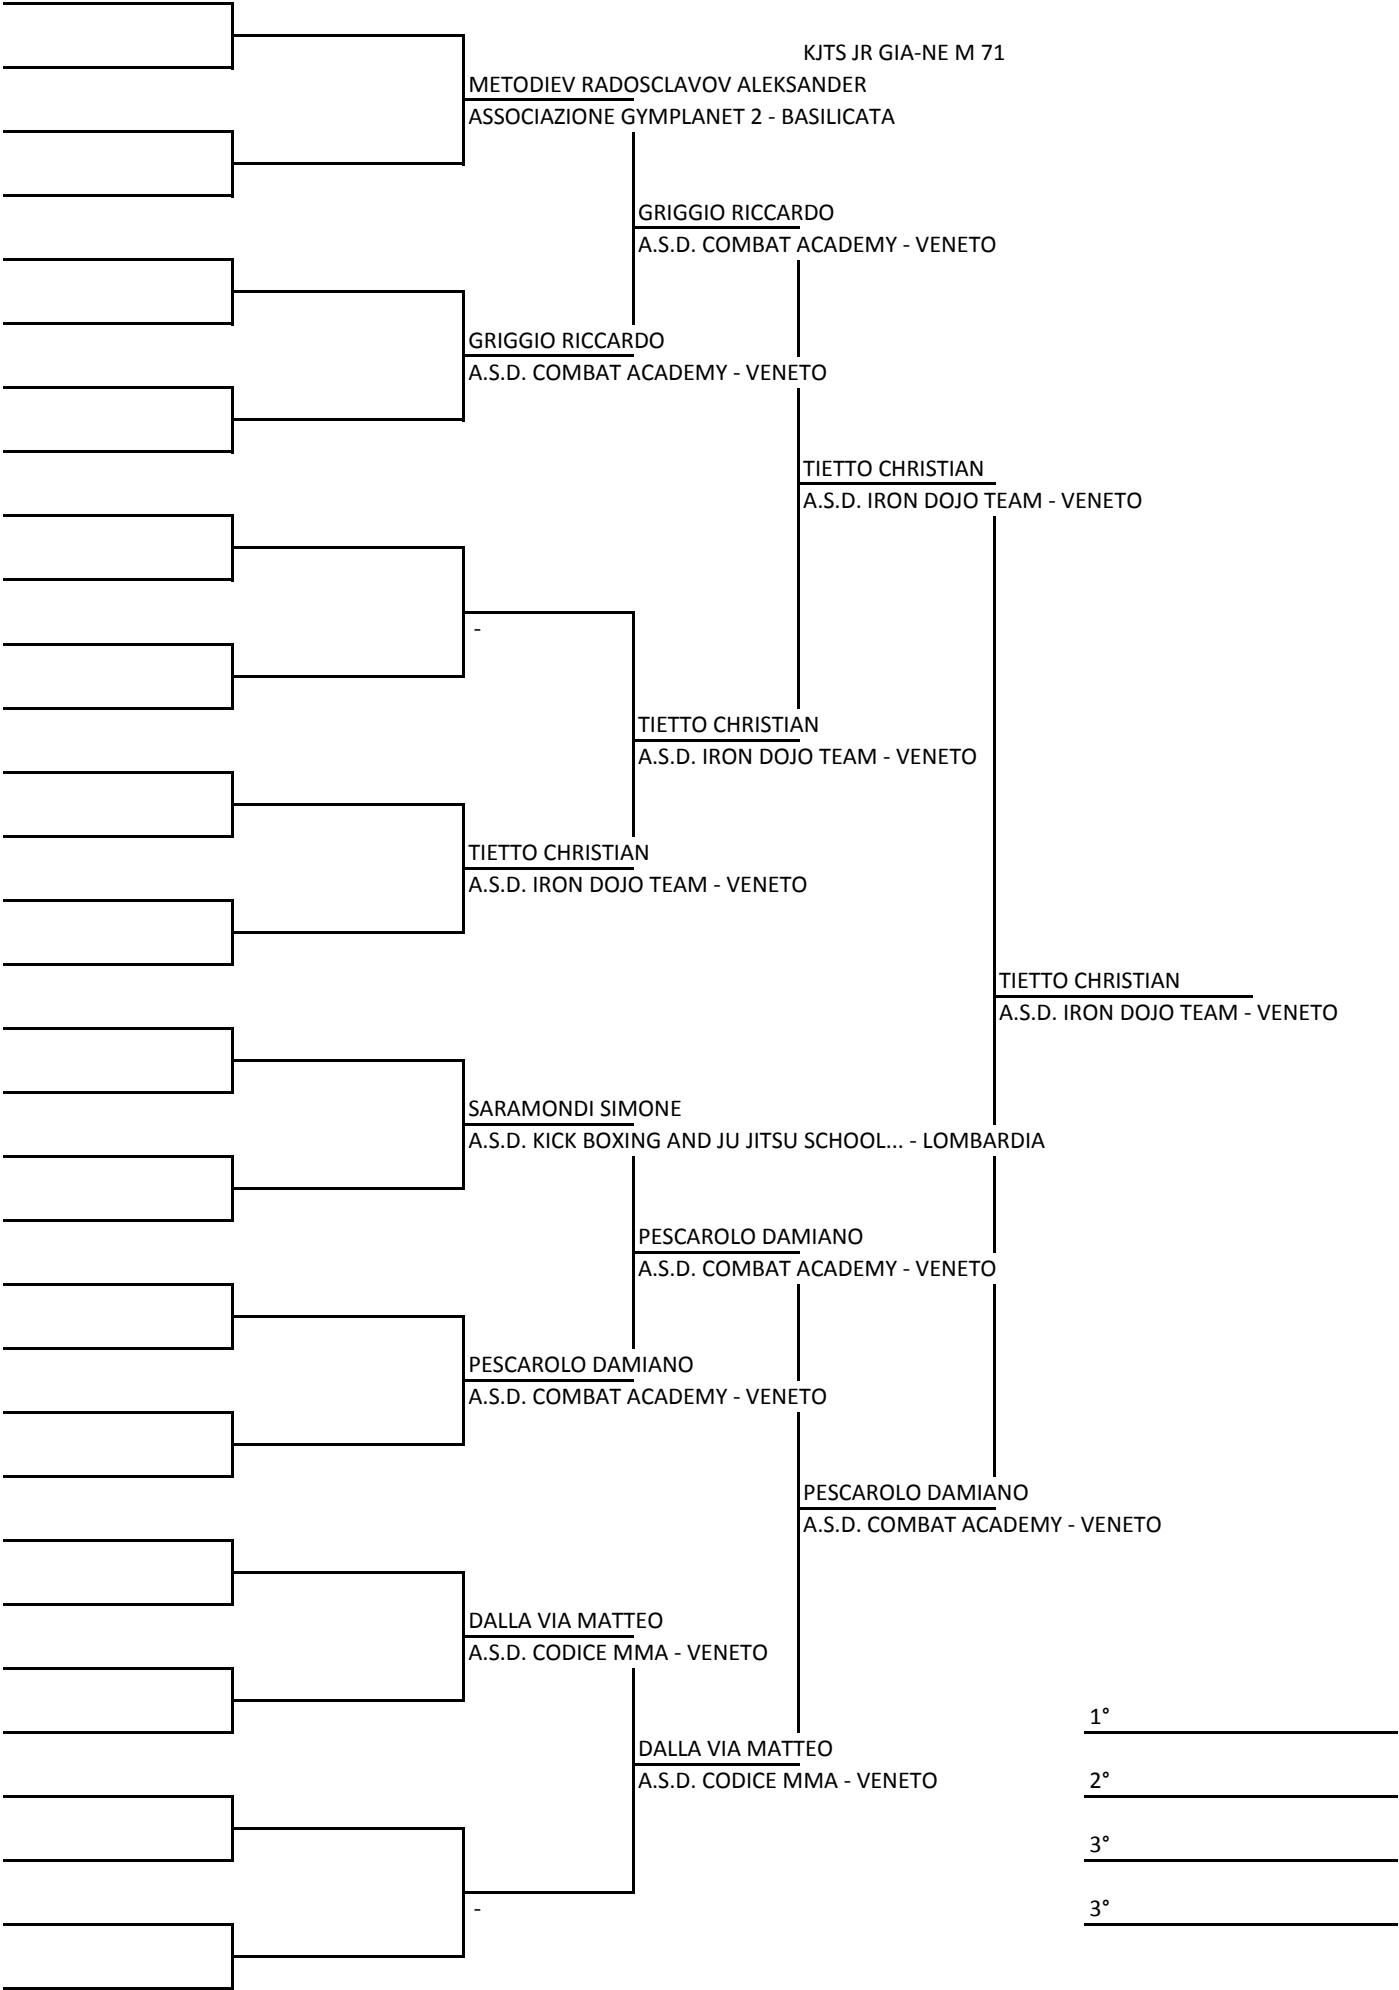 KJTS JR GIA-NE M 71
METODIEV RADOSCLAVOV ALEKSANDER
ASSOCIAZIONE GYMPLANET 2 - BASILICATA
GRIGGIO RICCARDO
A.S.D. COMBAT ACADEMY - VENETO
GRIGGIO RICCARDO
A.S.D. COMBAT ACADEMY - VENETO
TIETTO CHRISTIAN
A.S.D. IRON DOJO TEAM - VENETO
-
TIETTO CHRISTIAN
A.S.D. IRON DOJO TEAM - VENETO
TIETTO CHRISTIAN
A.S.D. IRON DOJO TEAM - VENETO
TIETTO CHRISTIAN
A.S.D. IRON DOJO TEAM - VENETO
SARAMONDI SIMONE
A.S.D. KICK BOXING AND JU JITSU SCHOOL... - LOMBARDIA
PESCAROLO DAMIANO
A.S.D. COMBAT ACADEMY - VENETO
PESCAROLO DAMIANO
A.S.D. COMBAT ACADEMY - VENETO
PESCAROLO DAMIANO
A.S.D. COMBAT ACADEMY - VENETO
DALLA VIA MATTEO
A.S.D. CODICE MMA - VENETO
1°
DALLA VIA MATTEO
A.S.D. CODICE MMA - VENETO
2°
3°
3°
-